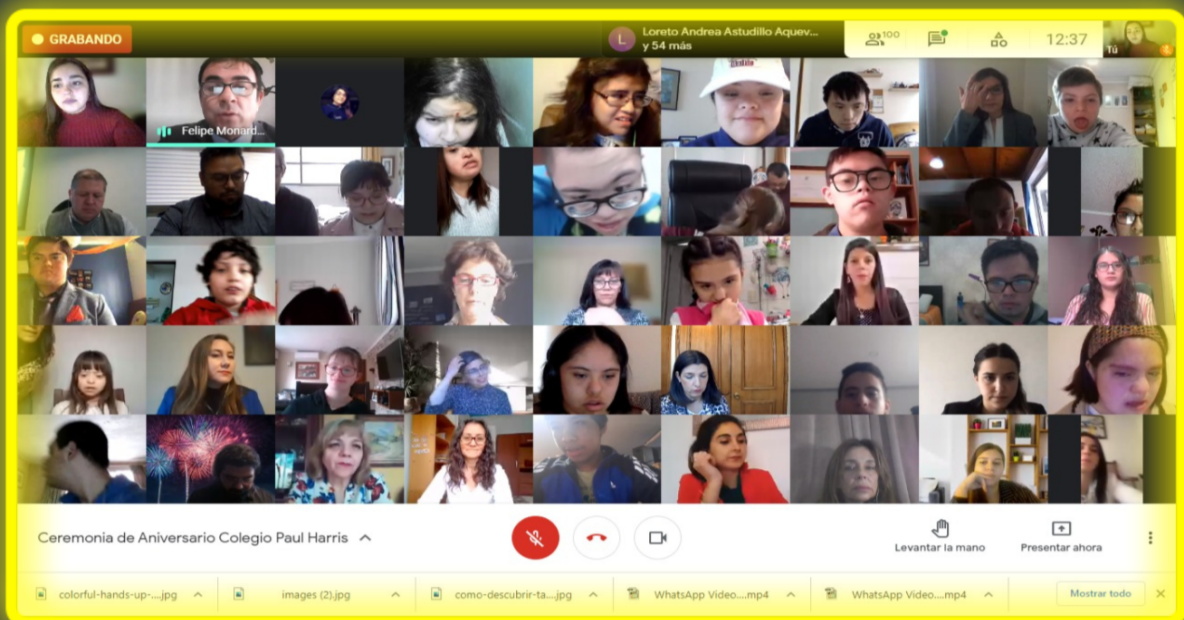 GRABANDO
L
Loreto Andrea Astudillo Aquev...
y 54 más
100
12:37
Tú
Felipe Monard...
Ceremonia de Aniversario Colegio Paul Harris
Levantar la mano
Presentar ahora
colorful-hands-up-....jpg
images (2).jpg
como-descubrir-ta....jpg
WhatsApp Video....mp4
WhatsApp Video....mp4
Mostrar todo